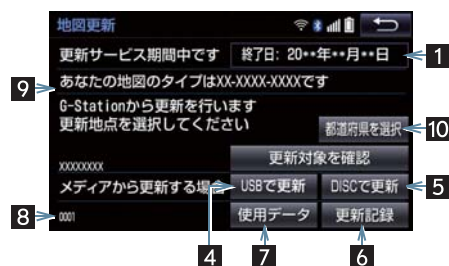 地図更新
更新サービス期間中です 終了日: 20**年**月**日 1
9 あなたの地図のタイプはXX-XXXX-XXXXです
G-Stationから更新を行います
更新地点を選択してください 都道府県を選択 10
更新対象を確認
XXXXXXXX
メディアから更新する場合 USBで更新 DISCで更新 5
8 0001 使用データ 更新記録
4 7 6